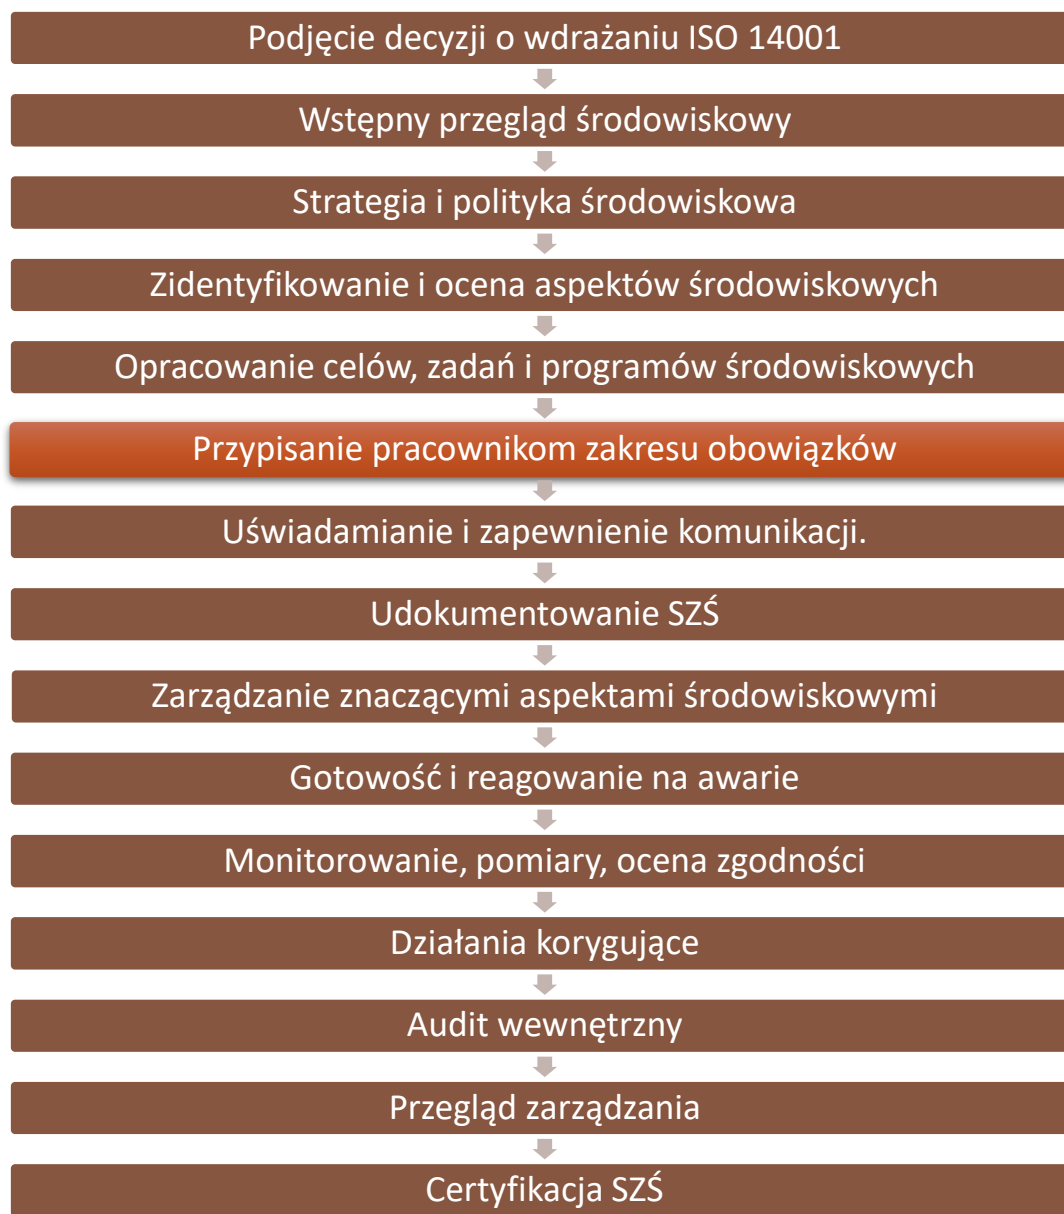 Podjęcie decyzji o wdrażaniu ISO 14001
Wstępny przegląd środowiskowy
Strategia i polityka środowiskowa
Zidentyfikowanie i ocena aspektów środowiskowych
Opracowanie celów, zadań i programów środowiskowych
Przypisanie pracownikom zakresu obowiązków
Uświadamianie i zapewnienie komunikacji.
Udokumentowanie SZŚ
Zarządzanie znaczącymi aspektami środowiskowymi
Gotowość i reagowanie na awarie
Monitorowanie, pomiary, ocena zgodności
Działania korygujące
Audit wewnętrzny
Przegląd zarządzania
Certyfikacja SZŚ